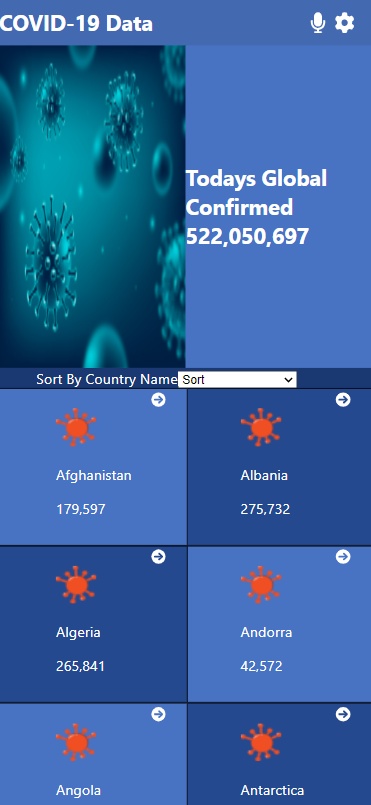 COVID-19 Data
Todays Global
Confirmed
522,050,697
Sort By Country Name Sort
Afghanistan
179,597
Albania
275,732
Algeria
265,841
Andorra
42,572
Angola
Antarctica